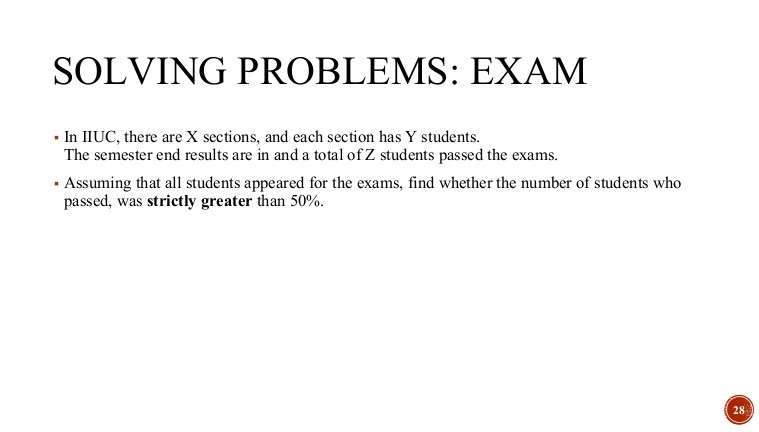 SOLVING PROBLEMS: EXAM
▪ In IIUC, there are X sections, and each section has Y students.
The semester end results are in and a total of Z students passed the exams.
▪ Assuming that all students appeared for the exams, find whether the number of students who
passed, was strictly greater than 50%.
28